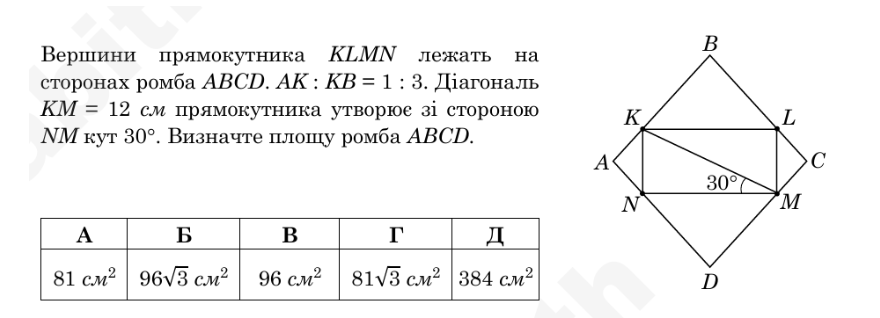 Вершини прямокутника KLMN лежать на
сторонах ромба ABCD. AK : KB = 1 : 3. Діагональ
KM = 12 см прямокутника утворює зі стороною
NM кут 30°. Визначте площу ромба ABCD.
А Б В Г Д
81 см² 96√3 см² 96 см² 81√3 см² 384 см²
B
K L
A C
30°
N M
D